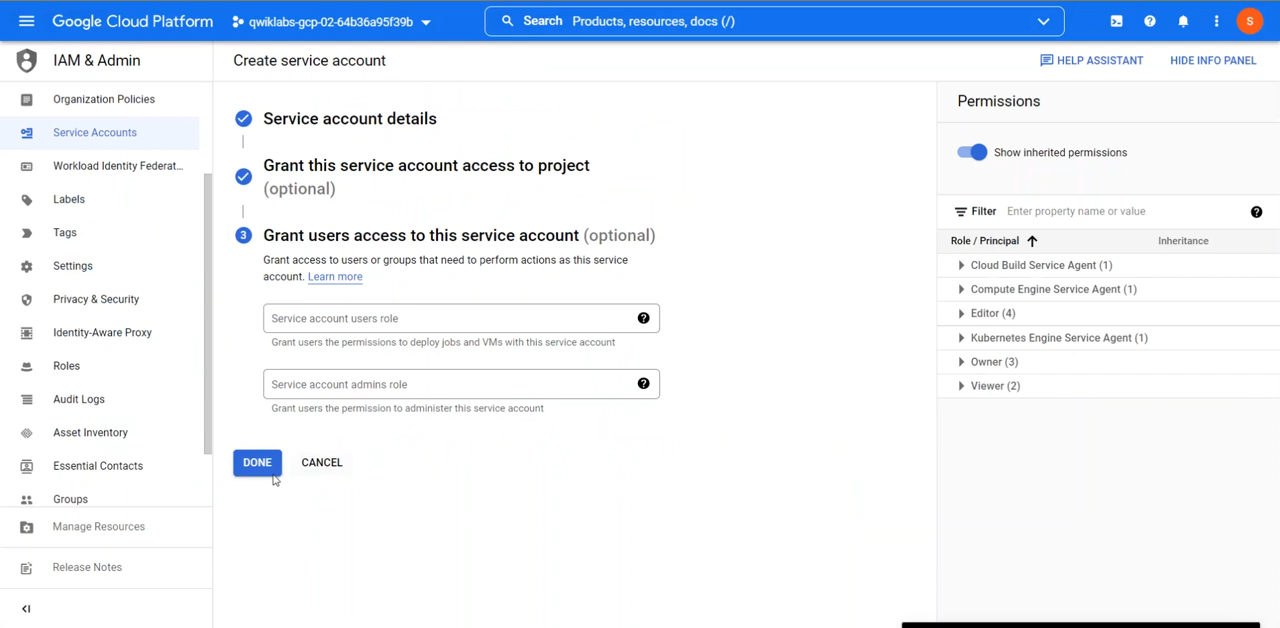 Google Cloud Platform
qwiklabs-gcp-02-64b36a95f39b
Search Products, resources, docs (/)
S
IAM & Admin
Create service account
HELP ASSISTANT
HIDE INFO PANEL
Organization Policies
Service Accounts
Workload Identity Federat...
Labels
Tags
Settings
Privacy & Security
Identity-Aware Proxy
Roles
Audit Logs
Asset Inventory
Essential Contacts
Groups
Manage Resources
Release Notes
Service account details
Grant this service account access to project
(optional)
3 Grant users access to this service account (optional)
Grant access to users or groups that need to perform actions as this service
account. Learn more
Service account users role
Grant users the permissions to deploy jobs and VMs with this service account
Service account admins role
Grant users the permission to administer this service account
DONE CANCEL
Permissions
Show inherited permissions
Filter Enter property name or value
Role / Principal Inheritance
Cloud Build Service Agent (1)
Compute Engine Service Agent (1)
Editor (4)
Kubernetes Engine Service Agent (1)
Owner (3)
Viewer (2)